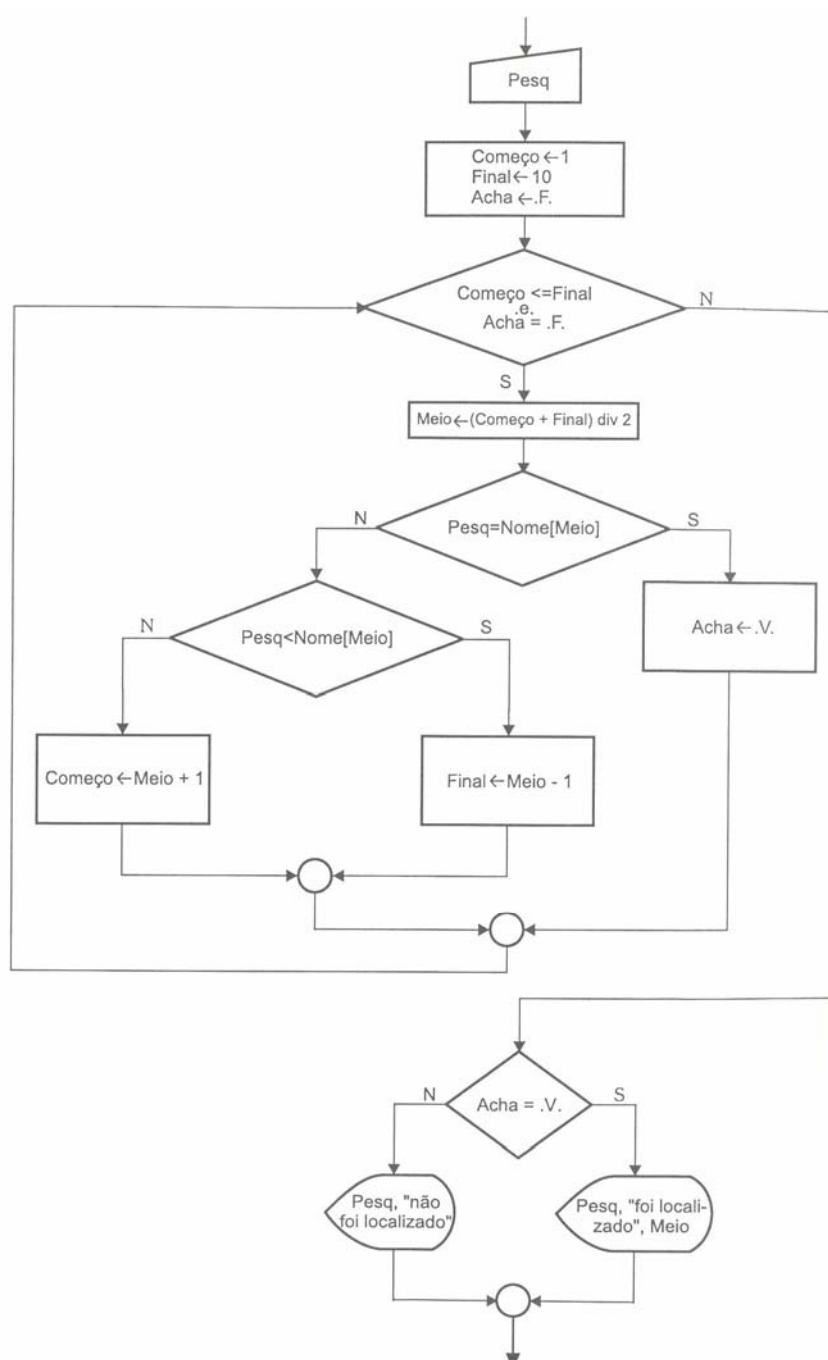 Pesq
Começo ← 1
Final ← 10
Acha ← .F.
Começo <=Final
.e.
Acha = .F.
N
S
Meio ← (Começo + Final) div 2
Pesq=Nome[Meio]
N
S
Pesq<Nome[Meio]
N
S
Acha ← .V.
Começo ← Meio + 1
Final ← Meio - 1
Acha = .V.
N
S
Pesq, "não
foi localizado"
Pesq, "foi locali-
zado", Meio